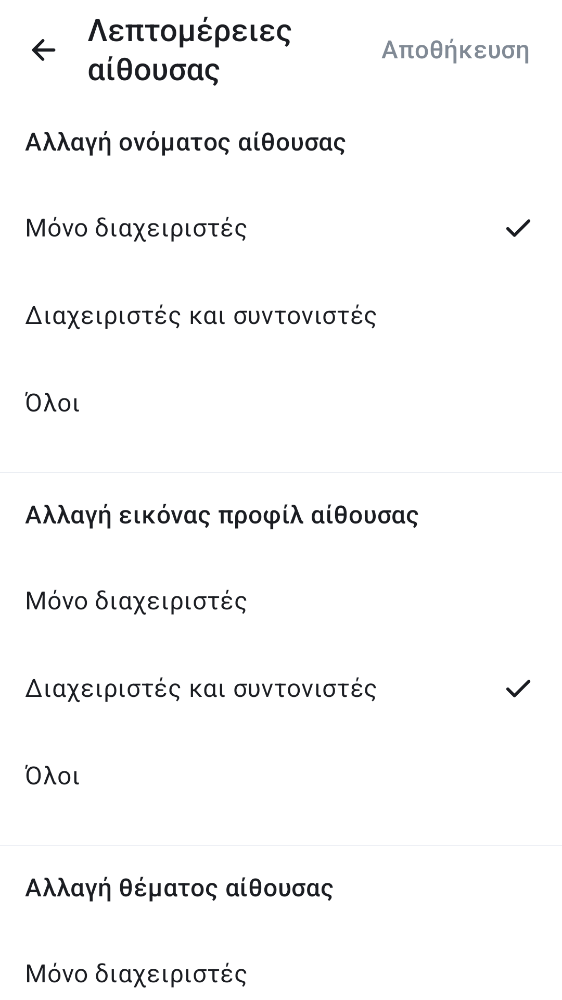 Λεπτομέρειες
αίθουσας
Αποθήκευση
Αλλαγή ονόματος αίθουσας
Μόνο διαχειριστές
Διαχειριστές και συντονιστές
Όλοι
Αλλαγή εικόνας προφίλ αίθουσας
Μόνο διαχειριστές
Διαχειριστές και συντονιστές
Όλοι
Αλλαγή θέματος αίθουσας
Μόνο διαχειριστές